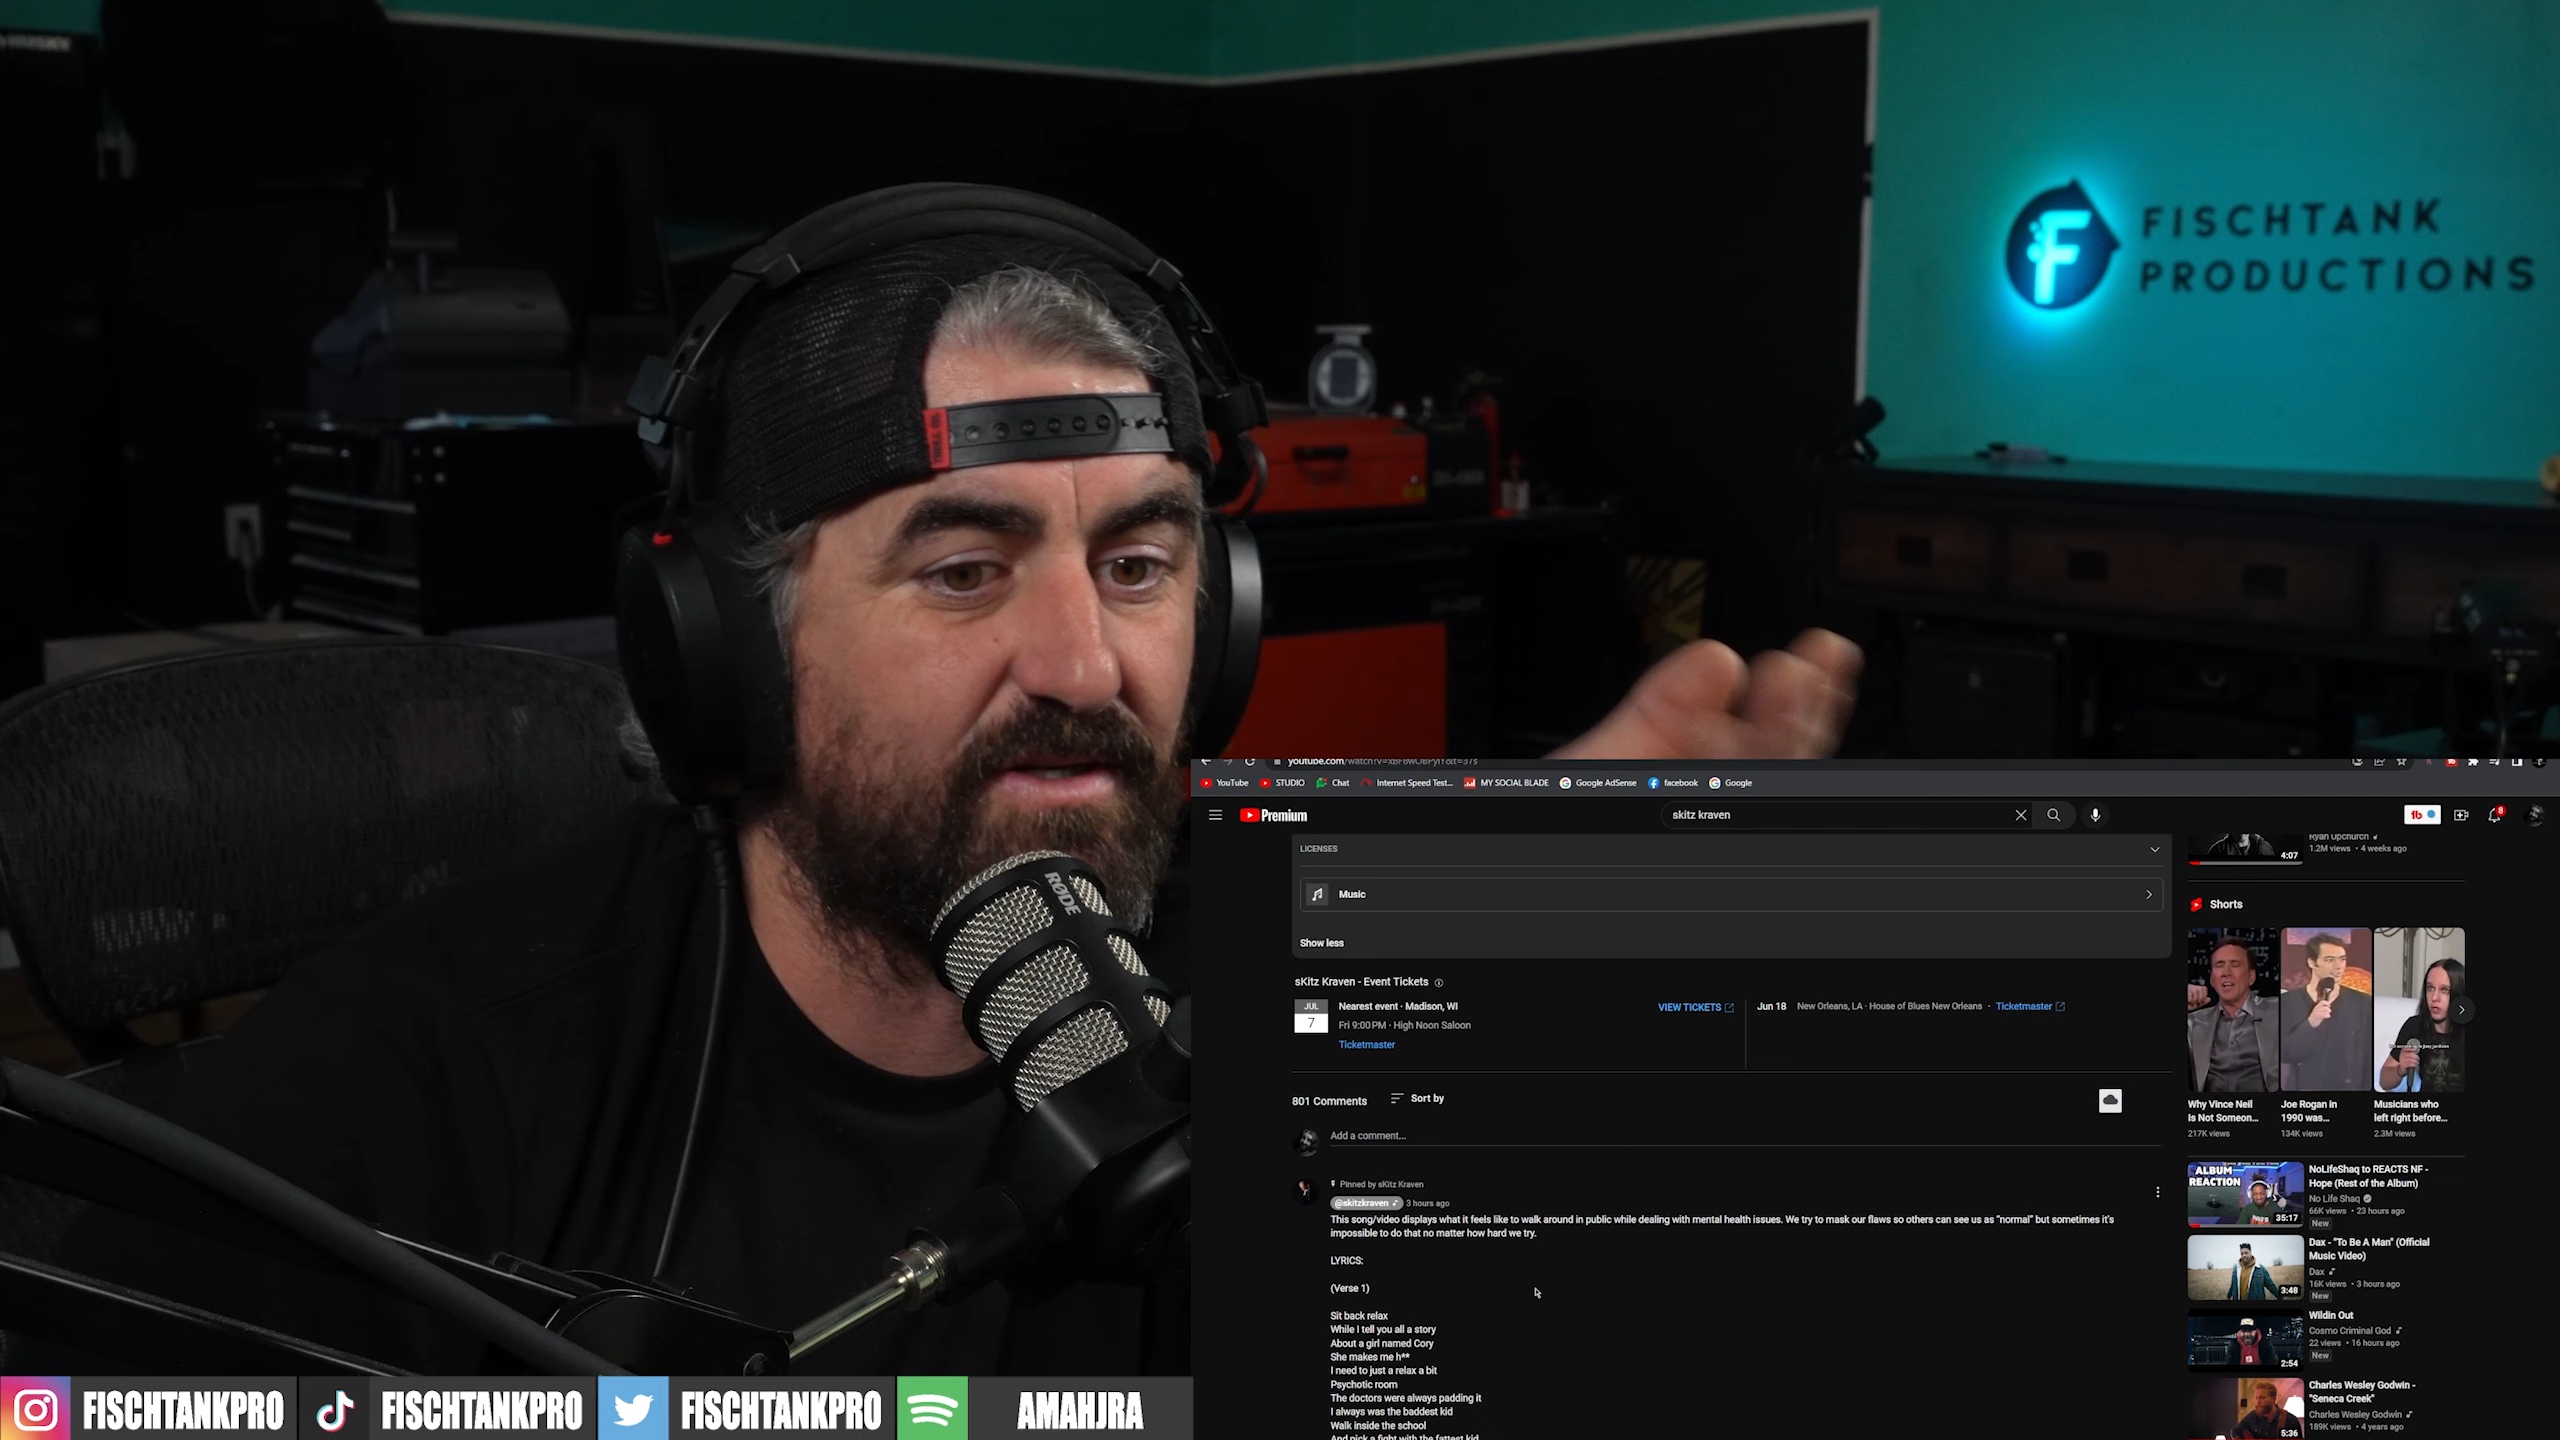 HUSKY
FISCHTANK
PRODUCTIONS
RØDE
YouTube
STUDIO
Chat
Internet Speed Test...
MY SOCIAL BLADE
Google AdSense
facebook
Google
Premium
skitz kraven
8
LICENSES
Music
Show less
sKitz Kraven - Event Tickets
JUL
7
Nearest event · Madison, WI
Fri 9:00 PM · High Noon Saloon
Ticketmaster
VIEW TICKETS
Jun 18 New Orleans, LA · House of Blues New Orleans · Ticketmaster
801 Comments
Sort by
Add a comment...
Pinned by sKitz Kraven
@skitzkraven 3 hours ago
This song/video displays what it feels like to walk around in public while dealing with mental health issues. We try to mask our flaws so others can see us as "normal" but sometimes it's
impossible to do that no matter how hard we try.
LYRICS:
(Verse 1)
Sit back relax
While I tell you all a story
About a girl named Cory
She makes me h**
I need to just a relax a bit
Psychotic room
The doctors were always padding it
I always was the baddest kid
Walk inside the school
And pick a fight with the fattest kid
4:07
Ryan Upchurch
1.2M views · 4 weeks ago
Shorts
Why Vince Neil
Is Not Someon...
217K views
Joe Rogan in
1990 was...
134K views
Musicians who
left right before...
2.3M views
ALBUM
REACTION
35:17
NoLifeShaq to REACTS NF -
Hope (Rest of the Album)
No Life Shaq
66K views · 23 hours ago
New
3:48
Dax - "To Be A Man" (Official
Music Video)
Dax
16K views · 3 hours ago
New
2:54
Wildin Out
Cosmo Criminal God
22 views · 16 hours ago
New
5:36
Charles Wesley Godwin -
"Seneca Creek"
Charles Wesley Godwin
189K views · 4 years ago
FISCHTANKPRO
FISCHTANKPRO
FISCHTANKPRO
AMAHJRA